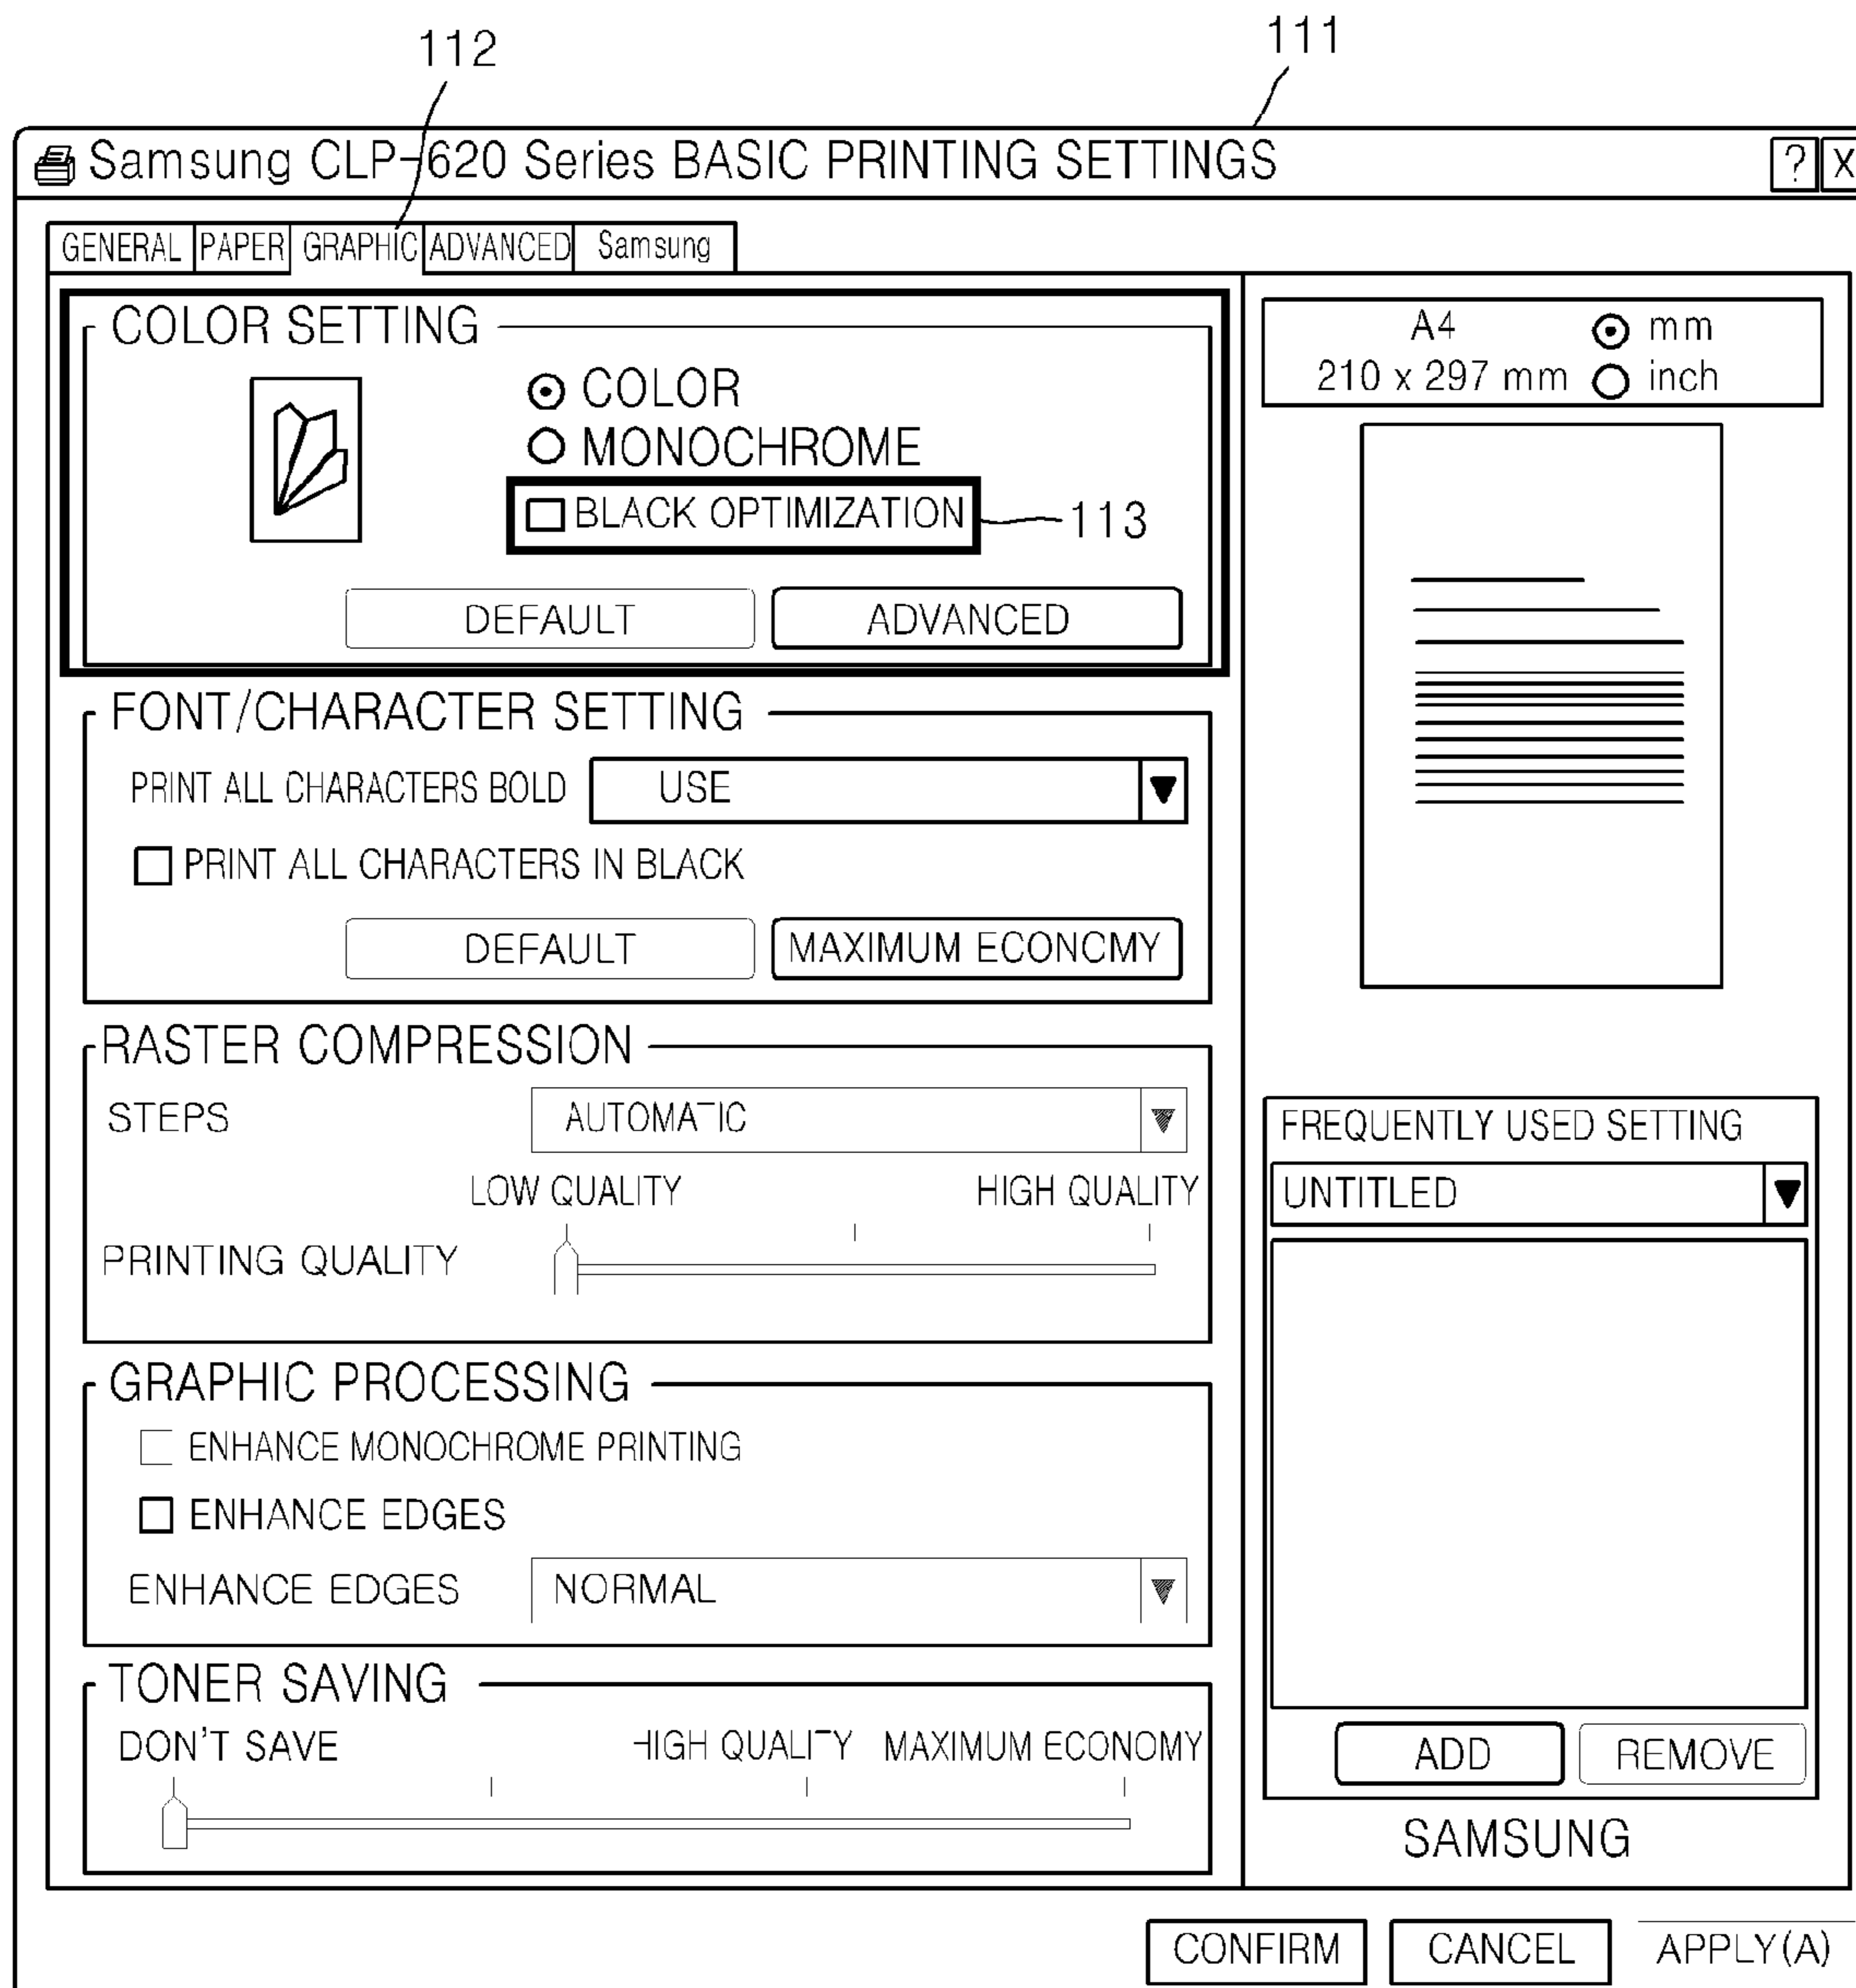 112
111
Samsung CLP-620 Series BASIC PRINTING SETTINGS ? X
GENERAL PAPER GRAPHIC ADVANCED Samsung
COLOR SETTING
COLOR
MONOCHROME
BLACK OPTIMIZATION
113
DEFAULT ADVANCED
FONT/CHARACTER SETTING
PRINT ALL CHARACTERS BOLD USE
PRINT ALL CHARACTERS IN BLACK
DEFAULT MAXIMUM ECONOMY
RASTER COMPRESSION
STEPS AUTOMATIC
LOW QUALITY HIGH QUALITY
PRINTING QUALITY
GRAPHIC PROCESSING
ENHANCE MONOCHROME PRINTING
ENHANCE EDGES
ENHANCE EDGES NORMAL
TONER SAVING
DON'T SAVE HIGH QUALITY MAXIMUM ECONOMY
A4 mm
210 x 297 mm inch
FREQUENTLY USED SETTING
UNTITLED
ADD REMOVE
SAMSUNG
CONFIRM CANCEL APPLY(A)